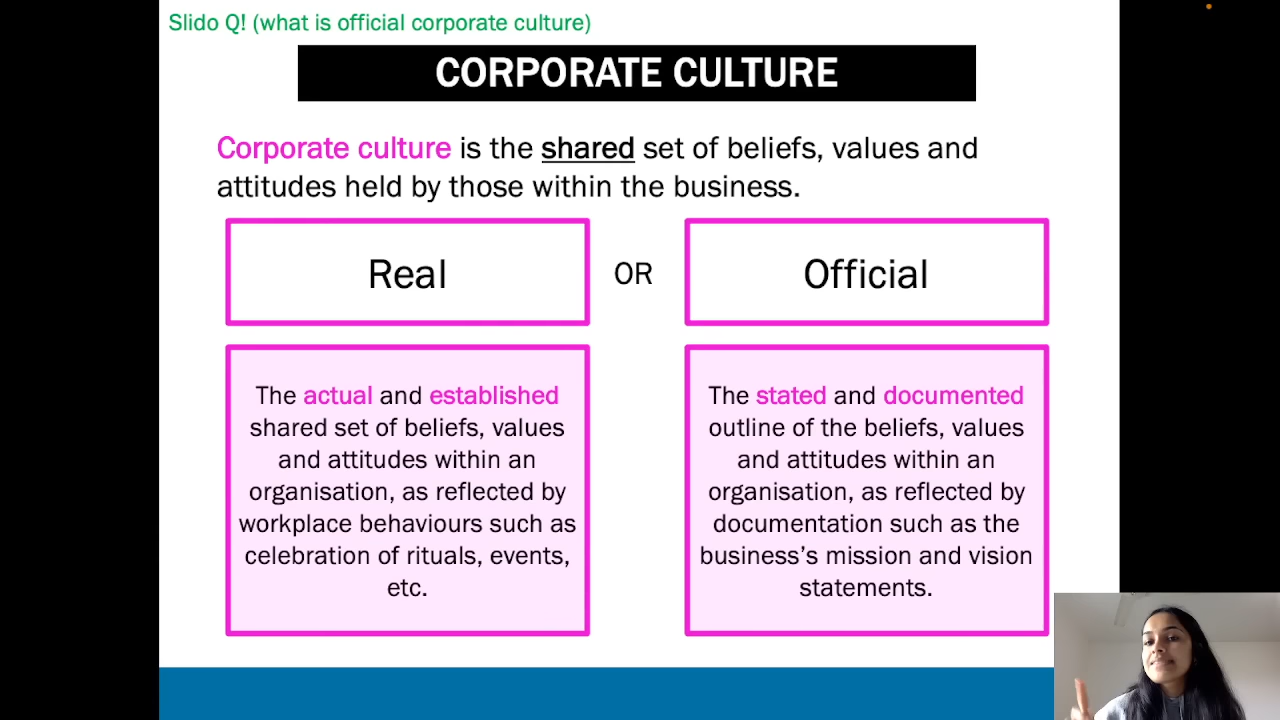 Slido Q! (what is official corporate culture)
CORPORATE CULTURE
Corporate culture is the shared set of beliefs, values and
attitudes held by those within the business.
Real
OR
Official
The actual and established
shared set of beliefs, values
and attitudes within an
organisation, as reflected by
workplace behaviours such as
celebration of rituals, events,
etc.
The stated and documented
outline of the beliefs, values
and attitudes within an
organisation, as reflected by
documentation such as the
business's mission and vision
statements.